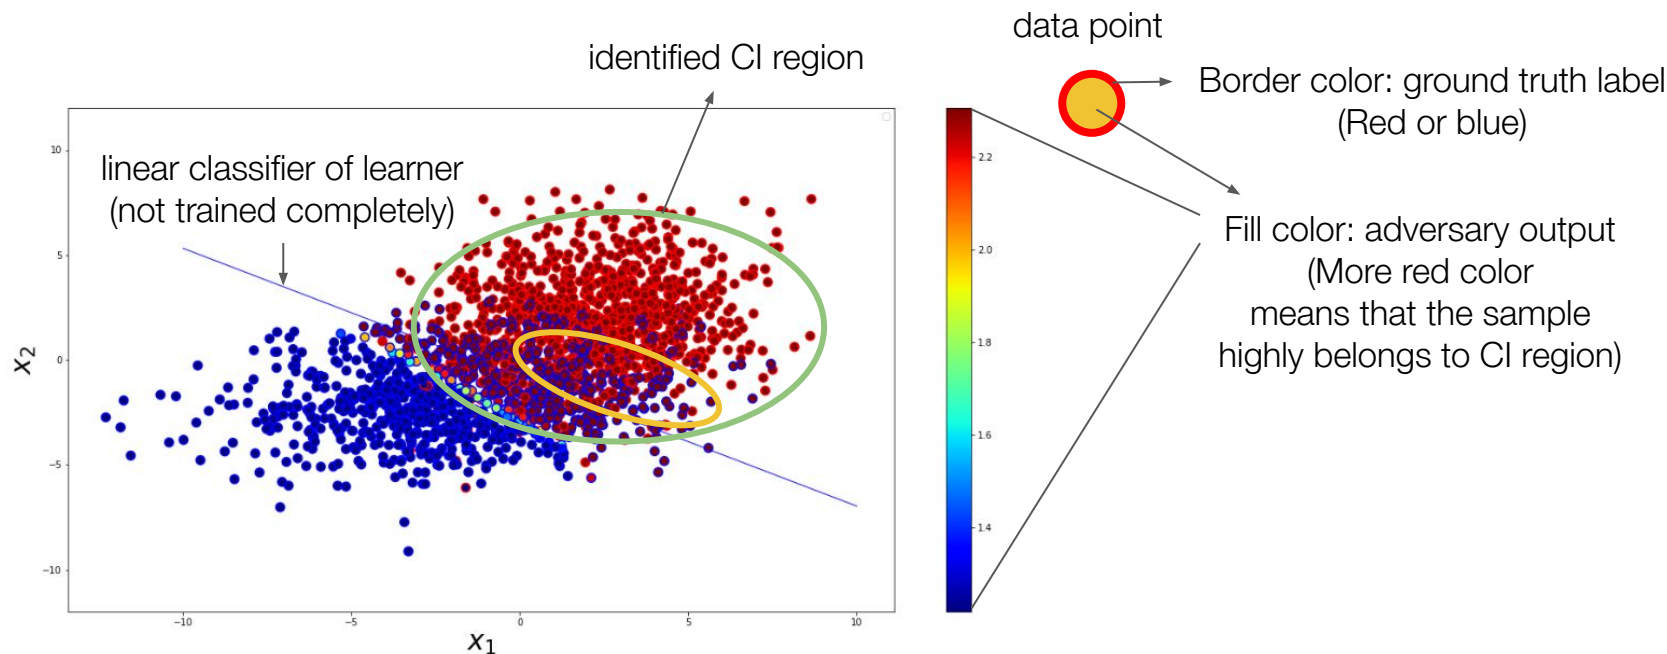 data point
identified CI region
Border color: ground truth label
(Red or blue)
linear classifier of learner
(not trained completely)
Fill color: adversary output
(More red color
means that the sample
highly belongs to CI region)
10
5
0
−5
−10
x2
−10
−5
0
5
10
x1
2.2
2.0
1.8
1.6
1.4